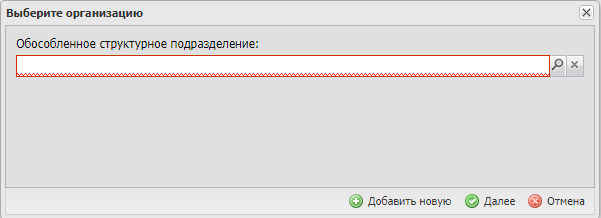 Выберите организацию
Обособленное структурное подразделение:
Добавить новую Далее Отмена